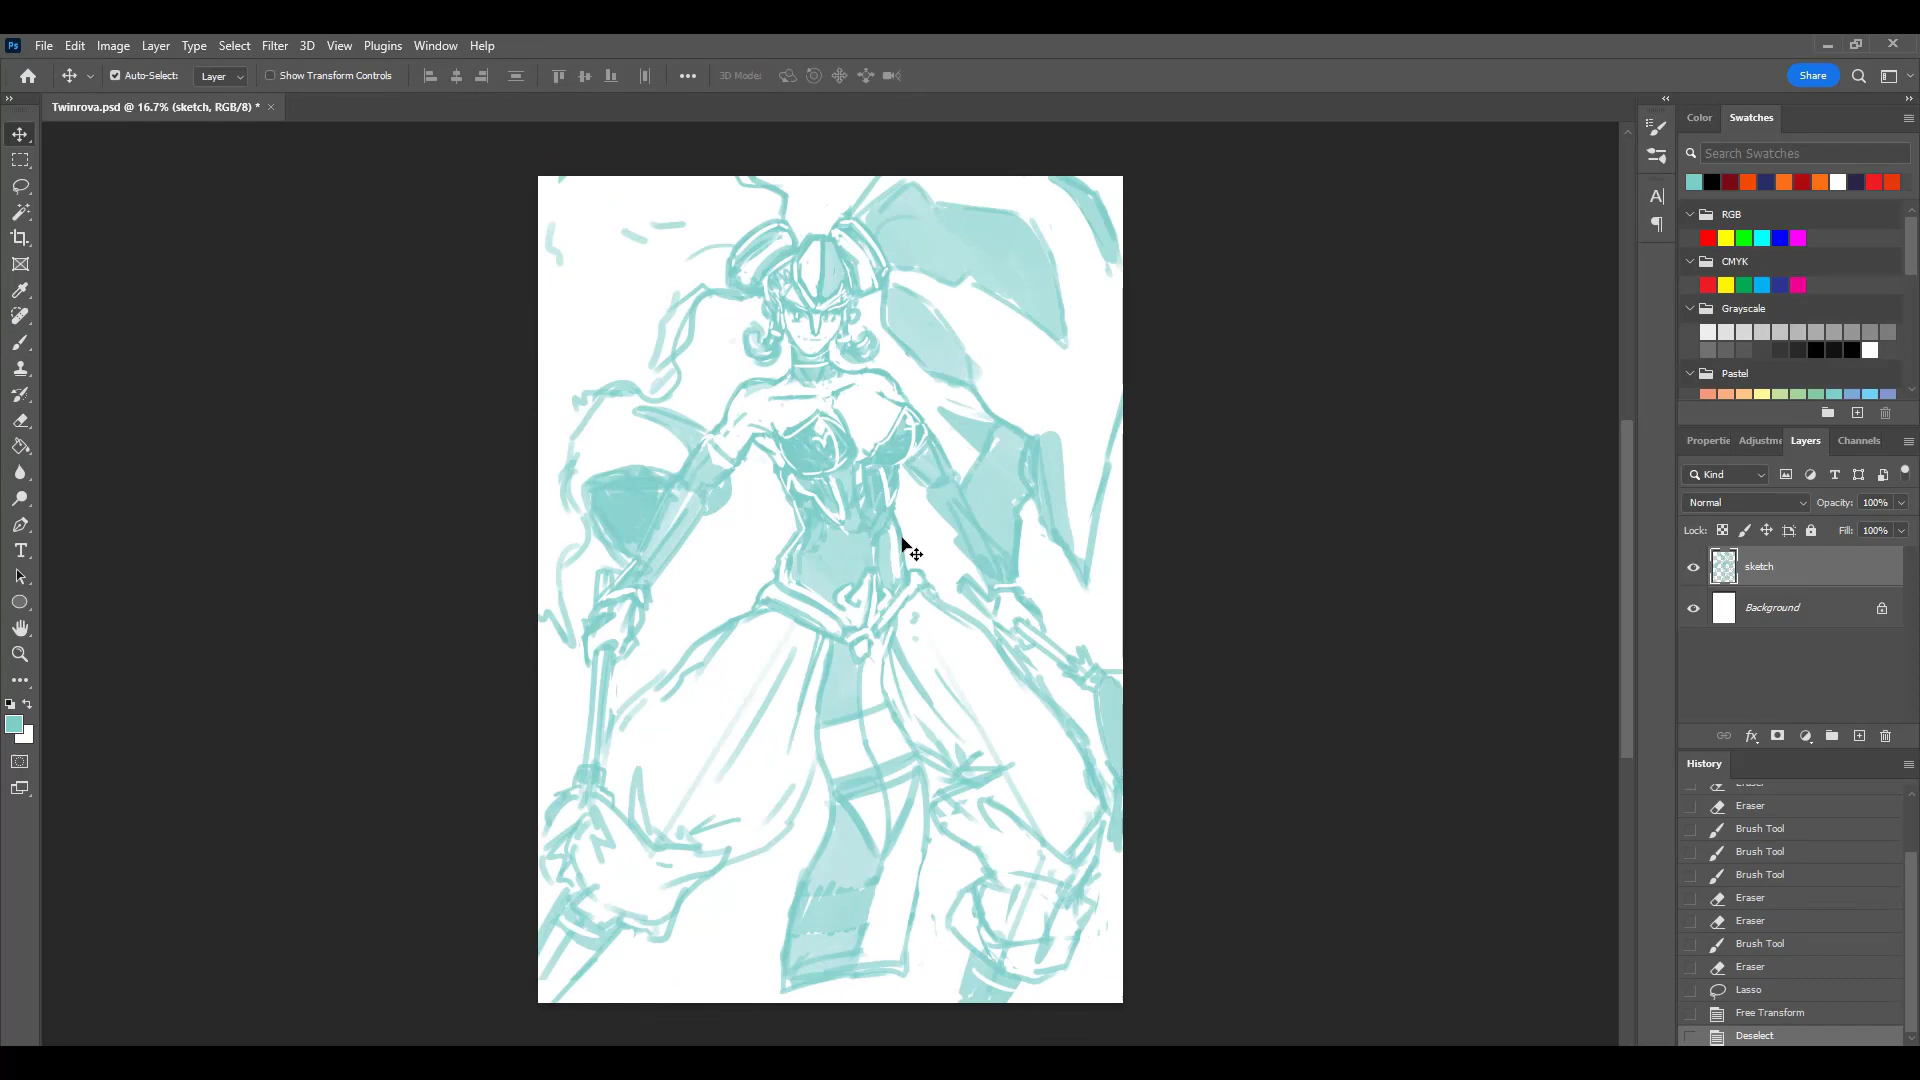 Ps File Edit Image Layer Type Select Filter 3D View Plugins Window Help
Auto-Select: Layer Show Transform Controls 3D Mode: Share
Twinrova.psd @ 16.7% (sketch, RGB/8) *
Color Swatches
Search Swatches
RGB
CMYK
Grayscale
Pastel
Propertie Adjustme Layers Channels
Kind
Normal Opacity: 100%
Lock: Fill: 100%
sketch
Background
History
Eraser
Eraser
Brush Tool
Brush Tool
Brush Tool
Eraser
Eraser
Brush Tool
Eraser
Lasso
Free Transform
Deselect